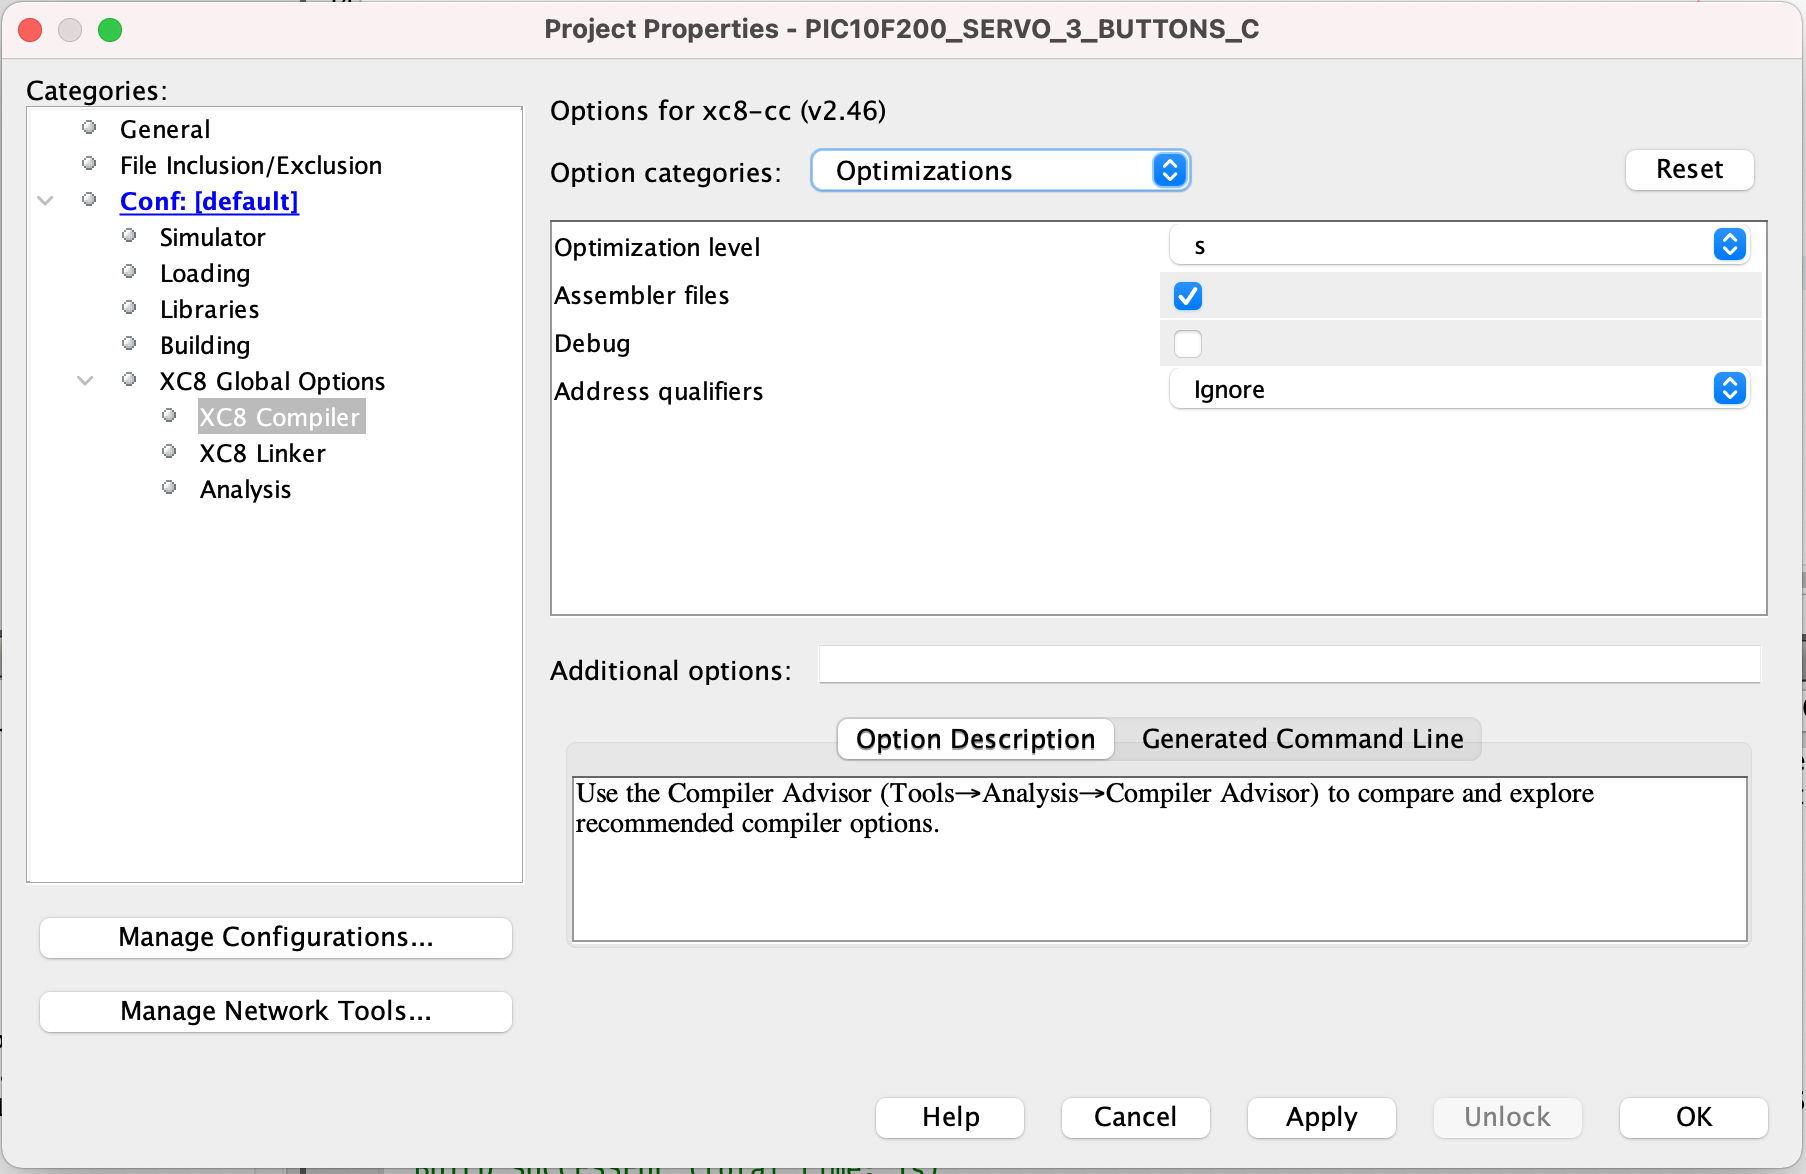 Project Properties - PIC10F200_SERVO_3_BUTTONS_C
Categories:
General
File Inclusion/Exclusion
Conf: [default]
Simulator
Loading
Libraries
Building
XC8 Global Options
XC8 Compiler
XC8 Linker
Analysis
Manage Configurations...
Manage Network Tools...
Options for xc8-cc (v2.46)
Option categories: Optimizations Reset
Optimization level s
Assembler files
Debug
Address qualifiers Ignore
Additional options:
Option Description Generated Command Line
Use the Compiler Advisor (Tools→Analysis→Compiler Advisor) to compare and explore
recommended compiler options.
Help Cancel Apply Unlock OK